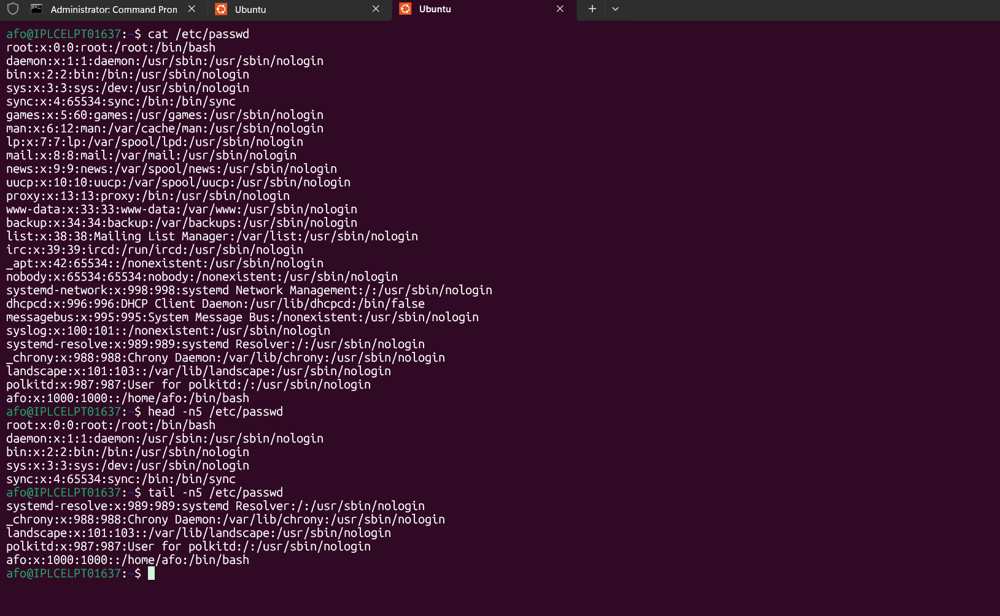 Administrator: Command Pron
Ubuntu
Ubuntu
afo@IPLCELPT01637:~$ cat /etc/passwd
root:x:0:0:root:/root:/bin/bash
daemon:x:1:1:daemon:/usr/sbin:/usr/sbin/nologin
bin:x:2:2:bin:/bin:/usr/sbin/nologin
sys:x:3:3:sys:/dev:/usr/sbin/nologin
sync:x:4:65534:sync:/bin:/bin/sync
games:x:5:60:games:/usr/games:/usr/sbin/nologin
man:x:6:12:man:/var/cache/man:/usr/sbin/nologin
lp:x:7:7:lp:/var/spool/lpd:/usr/sbin/nologin
mail:x:8:8:mail:/var/mail:/usr/sbin/nologin
news:x:9:9:news:/var/spool/news:/usr/sbin/nologin
uucp:x:10:10:uucp:/var/spool/uucp:/usr/sbin/nologin
proxy:x:13:13:proxy:/bin:/usr/sbin/nologin
www-data:x:33:33:www-data:/var/www:/usr/sbin/nologin
backup:x:34:34:backup:/var/backups:/usr/sbin/nologin
list:x:38:38:Mailing List Manager:/var/list:/usr/sbin/nologin
irc:x:39:39:ircd:/run/ircd:/usr/sbin/nologin
_apt:x:42:65534::/nonexistent:/usr/sbin/nologin
nobody:x:65534:65534:nobody:/nonexistent:/usr/sbin/nologin
systemd-network:x:998:998:systemd Network Management:/:/usr/sbin/nologin
dhcpcd:x:996:996:DHCP Client Daemon:/usr/lib/dhcpcd:/bin/false
messagebus:x:995:995:System Message Bus:/nonexistent:/usr/sbin/nologin
syslog:x:100:101::/nonexistent:/usr/sbin/nologin
systemd-resolve:x:989:989:systemd Resolver:/:/usr/sbin/nologin
_chrony:x:988:988:Chrony Daemon:/var/lib/chrony:/usr/sbin/nologin
landscape:x:101:103::/var/lib/landscape:/usr/sbin/nologin
polkitd:x:987:987:User for polkitd:/:/usr/sbin/nologin
afo:x:1000:1000::/home/afo:/bin/bash
afo@IPLCELPT01637:~$ head -n5 /etc/passwd
root:x:0:0:root:/root:/bin/bash
daemon:x:1:1:daemon:/usr/sbin:/usr/sbin/nologin
bin:x:2:2:bin:/bin:/usr/sbin/nologin
sys:x:3:3:sys:/dev:/usr/sbin/nologin
sync:x:4:65534:sync:/bin:/bin/sync
afo@IPLCELPT01637:~$ tail -n5 /etc/passwd
systemd-resolve:x:989:989:systemd Resolver:/:/usr/sbin/nologin
_chrony:x:988:988:Chrony Daemon:/var/lib/chrony:/usr/sbin/nologin
landscape:x:101:103::/var/lib/landscape:/usr/sbin/nologin
polkitd:x:987:987:User for polkitd:/:/usr/sbin/nologin
afo:x:1000:1000::/home/afo:/bin/bash
afo@IPLCELPT01637:~$